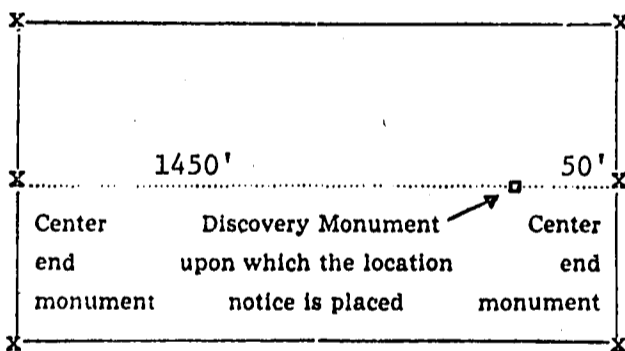 1450' 50'
Center Discovery Monument Center
end upon which the location end
monument notice is placed monument